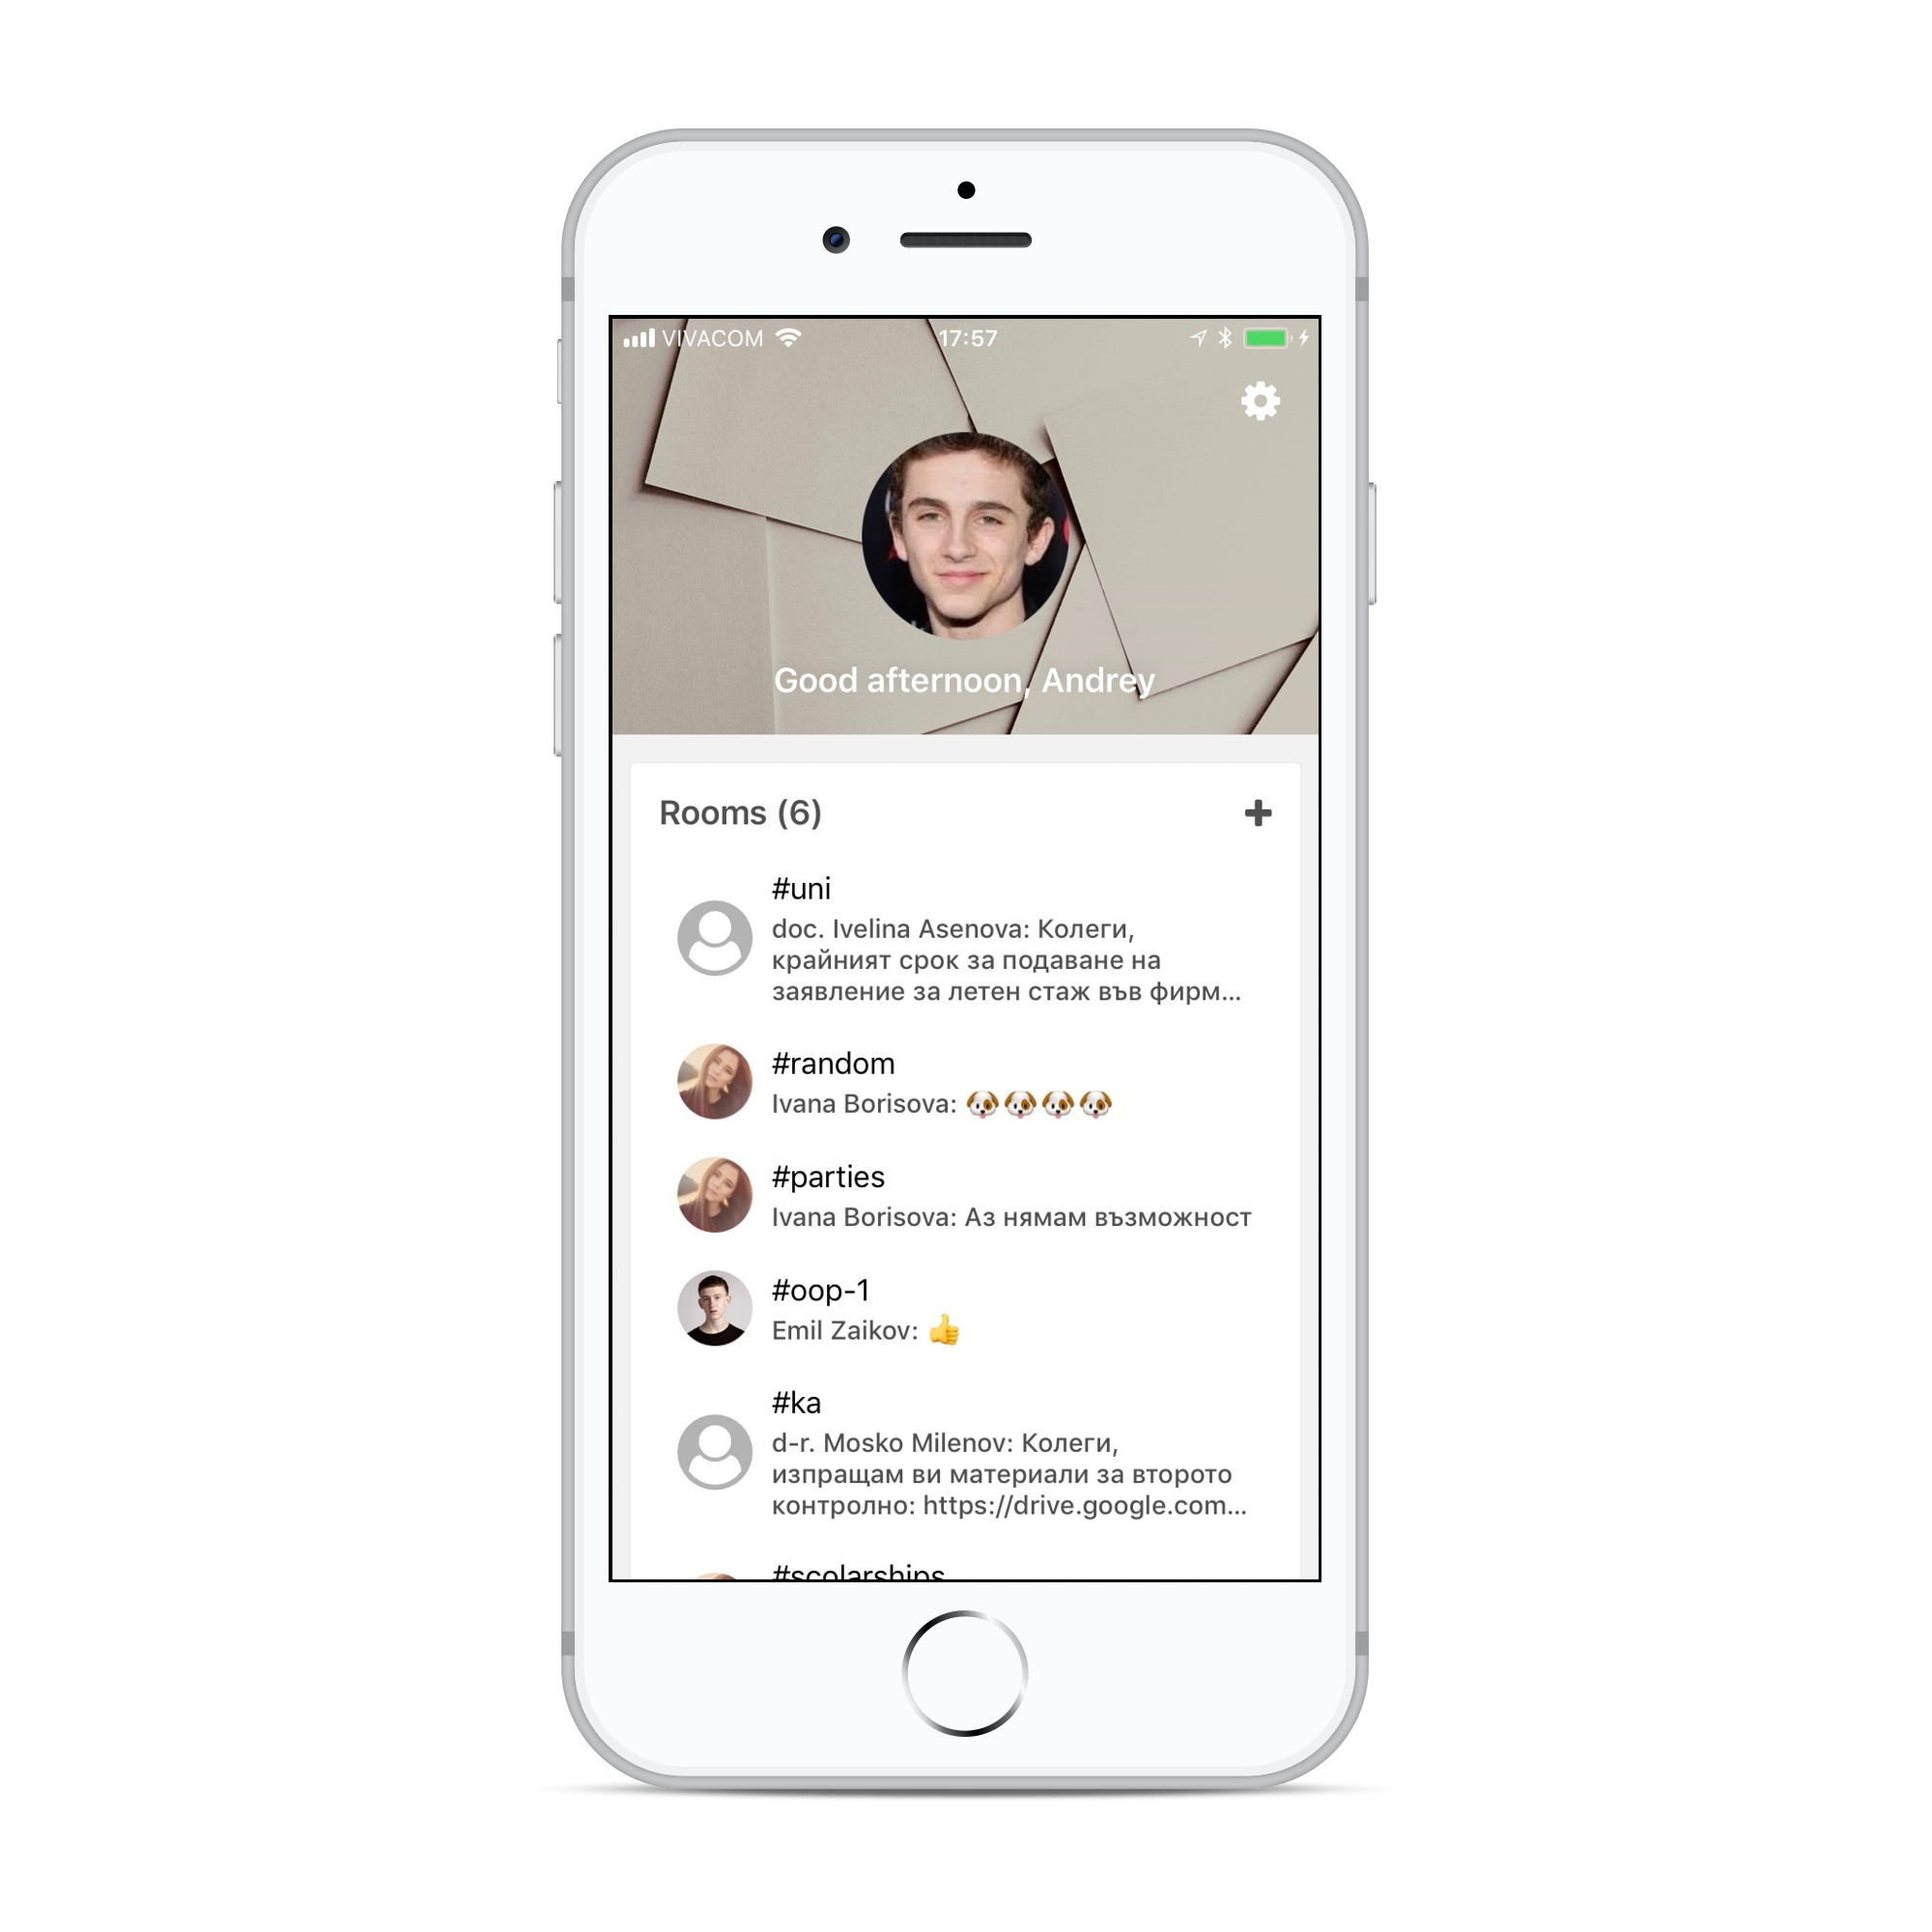 VIVACOM
17:57
Good afternoon, Andrey
Rooms (6)
#uni
doc. Ivelina Asenova: Колеги,
крайният срок за подаване на
заявление за летен стаж във фирм...
#random
Ivana Borisova: 🐶🐶🐶🐶
#parties
Ivana Borisova: Аз нямам възможност
#oop-1
Emil Zaikov: 👍
#ka
d-r. Mosko Milenov: Колеги,
изпращам ви материали за второто
контролно: https://drive.google.com...
#scolarships